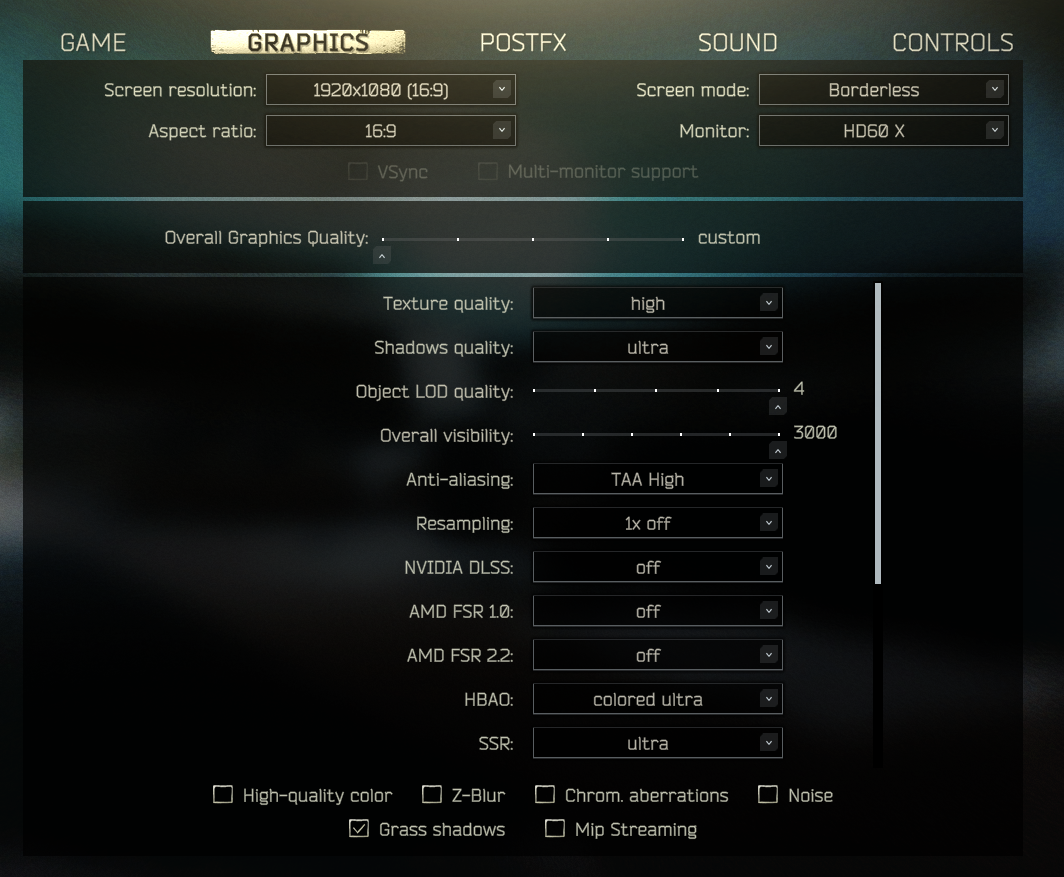 GAME GRAPHICS POSTFX SOUND CONTROLS
Screen resolution: 1920x1080 (16:9) Screen mode: Borderless
Aspect ratio: 16:9 Monitor: HD60 X
VSync Multi-monitor support
Overall Graphics Quality: custom
Texture quality: high
Shadows quality: ultra
Object LOD quality: 4
Overall visibility: 3000
Anti-aliasing: TAA High
Resampling: 1x off
NVIDIA DLSS: off
AMD FSR 1.0: off
AMD FSR 2.2: off
HBAO: colored ultra
SSR: ultra
High-quality color Z-Blur Chrom. aberrations Noise
Grass shadows Mip Streaming